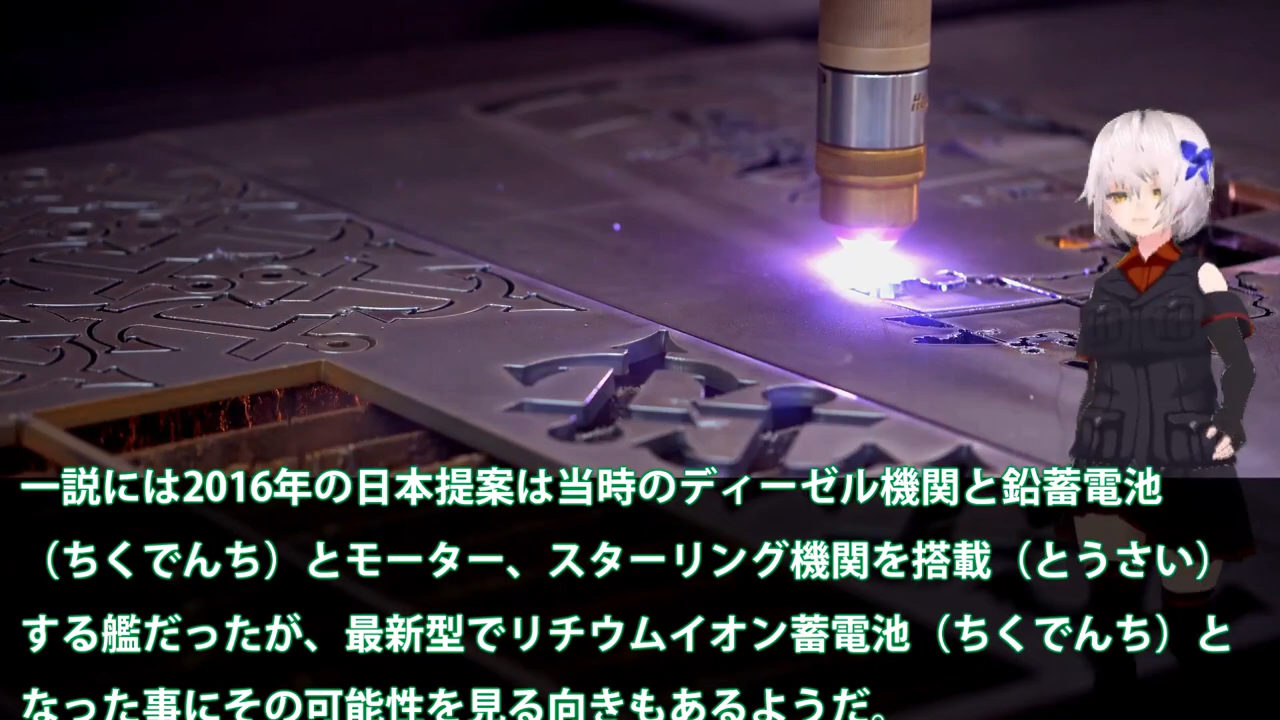 一説には2016年の日本提案は当時のディーゼル機関と鉛蓄電池
（ちくでんち）とモーター、スターリング機関を搭載（とうさい）
する艦だったが、最新型でリチウムイオン蓄電池（ちくでんち）と
なった事にその可能性を見る向きもあるようだ。